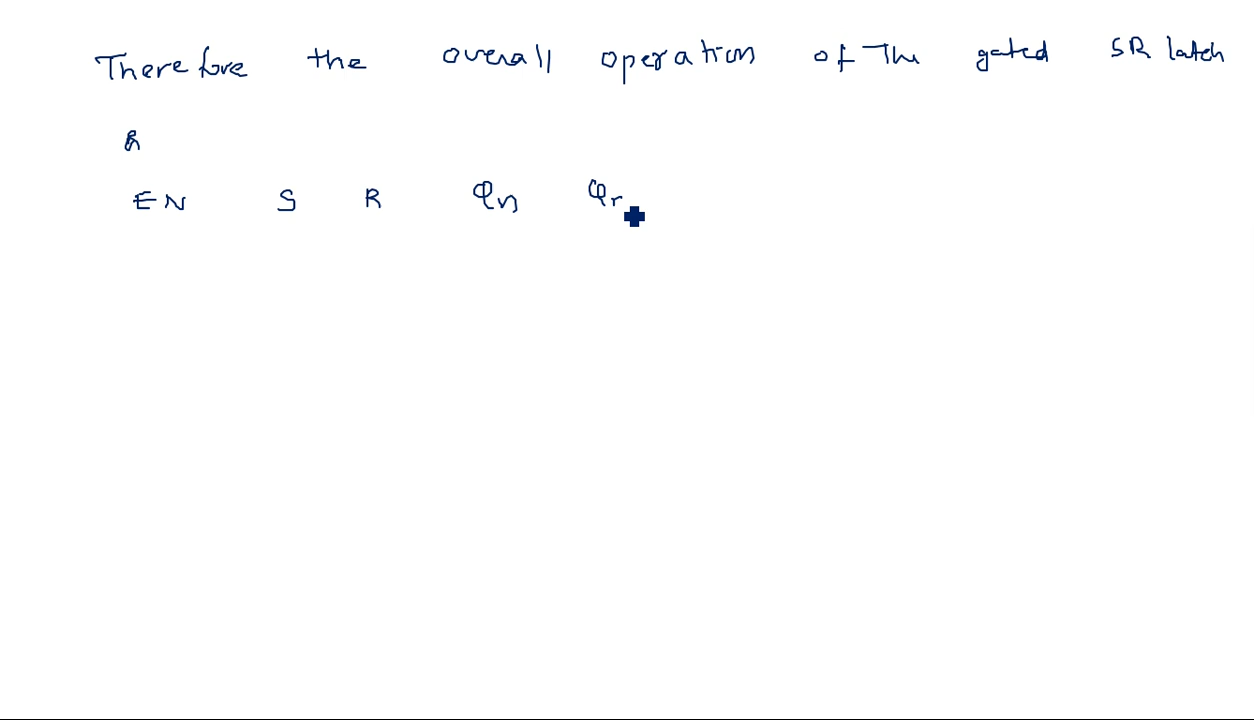 Therefore the overall operation of The gated SR latch
EN S R Qn Qr